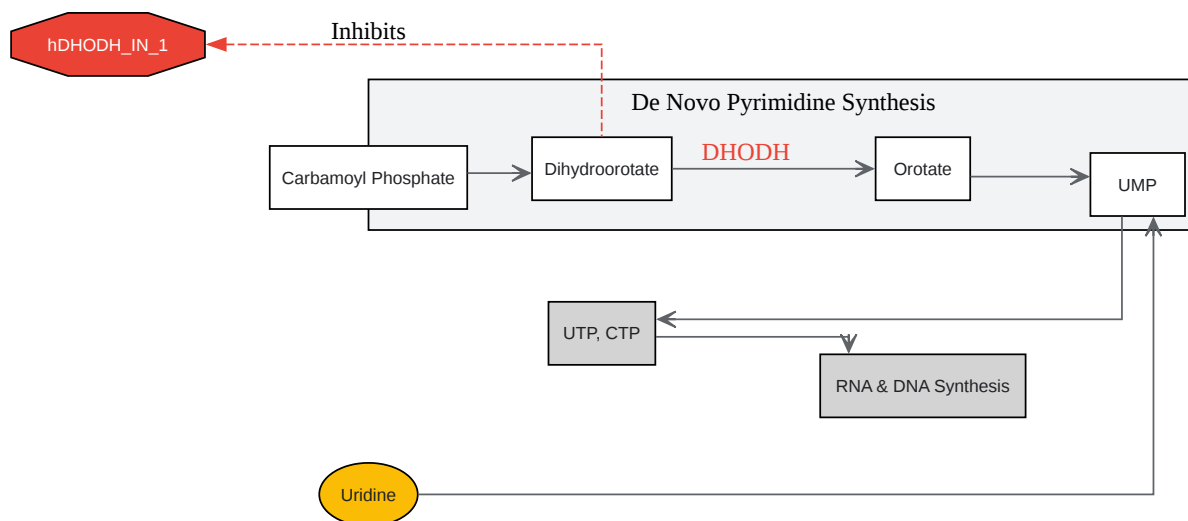 Inhibits
hDHODH_IN_1
De Novo Pyrimidine Synthesis
DHODH
Carbamoyl Phosphate
Dihydroorotate
Orotate
UMP
UTP, CTP
RNA & DNA Synthesis
Uridine